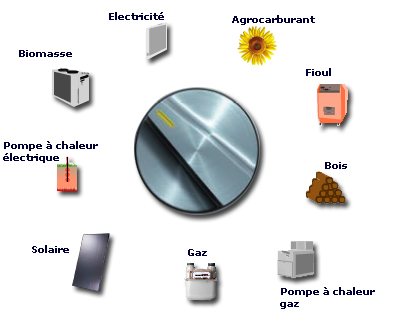 Electricité
Agrocarburant
Biomasse
Fioul
Pompe à chaleur
électrique
Bois
Solaire
Gaz
Pompe à chaleur
gaz